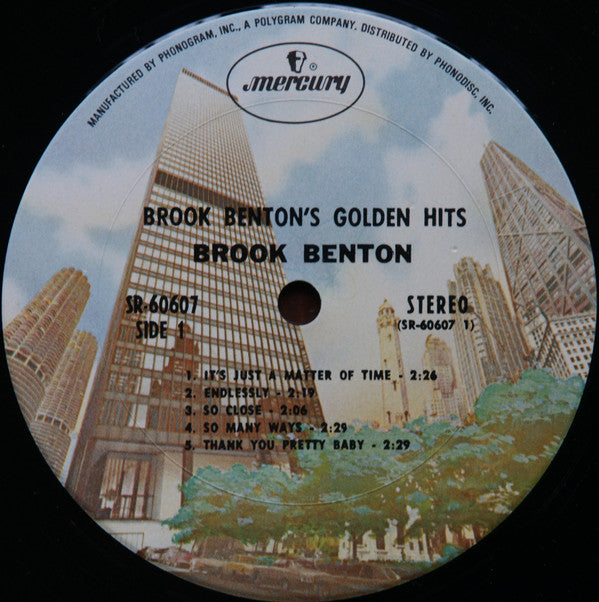 MANUFACTURED BY PHONOGRAM, INC., A POLYGRAM COMPANY. DISTRIBUTED BY PHONODISC, INC.
®
mercury
BROOK BENTON'S GOLDEN HITS
BROOK BENTON
SR-60607
SIDE 1
STEREO
(SR-60607 1)
1. IT'S JUST A MATTER OF TIME - 2:26
2. ENDLESSLY - 2:19
3. SO CLOSE - 2:06
4. SO MANY WAYS - 2:29
5. THANK YOU PRETTY BABY - 2:29